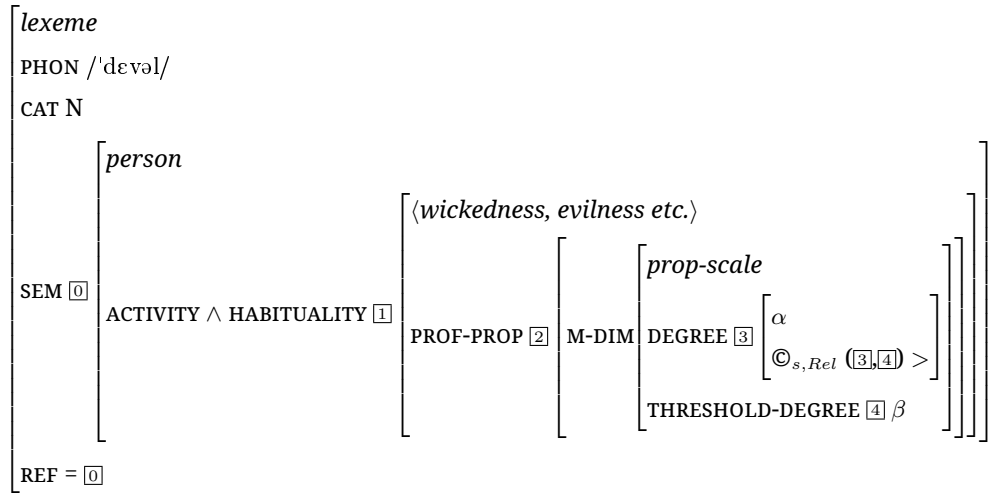 lexeme
PHON /ˈdɛvəl/
CAT N
person
⟨wickedness, evilness etc.⟩
prop-scale
SEM 0 ACTIVITY ∧ HABITUALITY 1 PROF-PROP 2 M-DIM DEGREE 3 α
©s,Rel (3,4) >
THRESHOLD-DEGREE 4 β
REF = 0